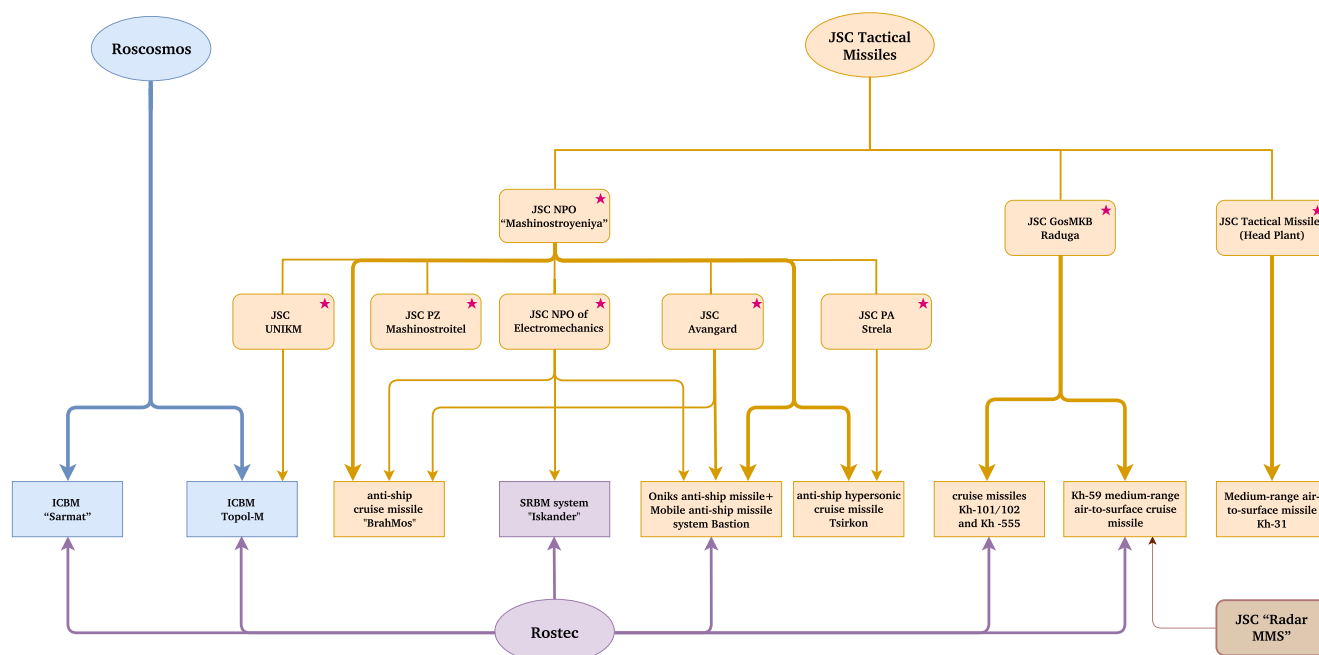 Roscosmos
JSC Tactical
Missiles
JSC NPO
“Mashinostroyeniya”
JSC GosMKB
Raduga
JSC Tactical Missile
(Head Plant)
JSC
UNIKM
JSC PZ
Mashinostroitel
JSC NPO of
Electromechanics
JSC
Avangard
JSC PA
Strela
ICBM
“Sarmat”
ICBM
Topol-M
anti-ship
cruise missile
"BrahMos"
SRBM system
"Iskander"
Oniks anti-ship missile+
Mobile anti-ship missile
system Bastion
anti-ship hypersonic
cruise missile
Tsirkon
cruise missiles
Kh-101/102
and Kh -555
Kh-59 medium-range
air-to-surface cruise
missile
Medium-range air-
to-surface missile
Kh-31
Rostec
JSC “Radar
MMS”